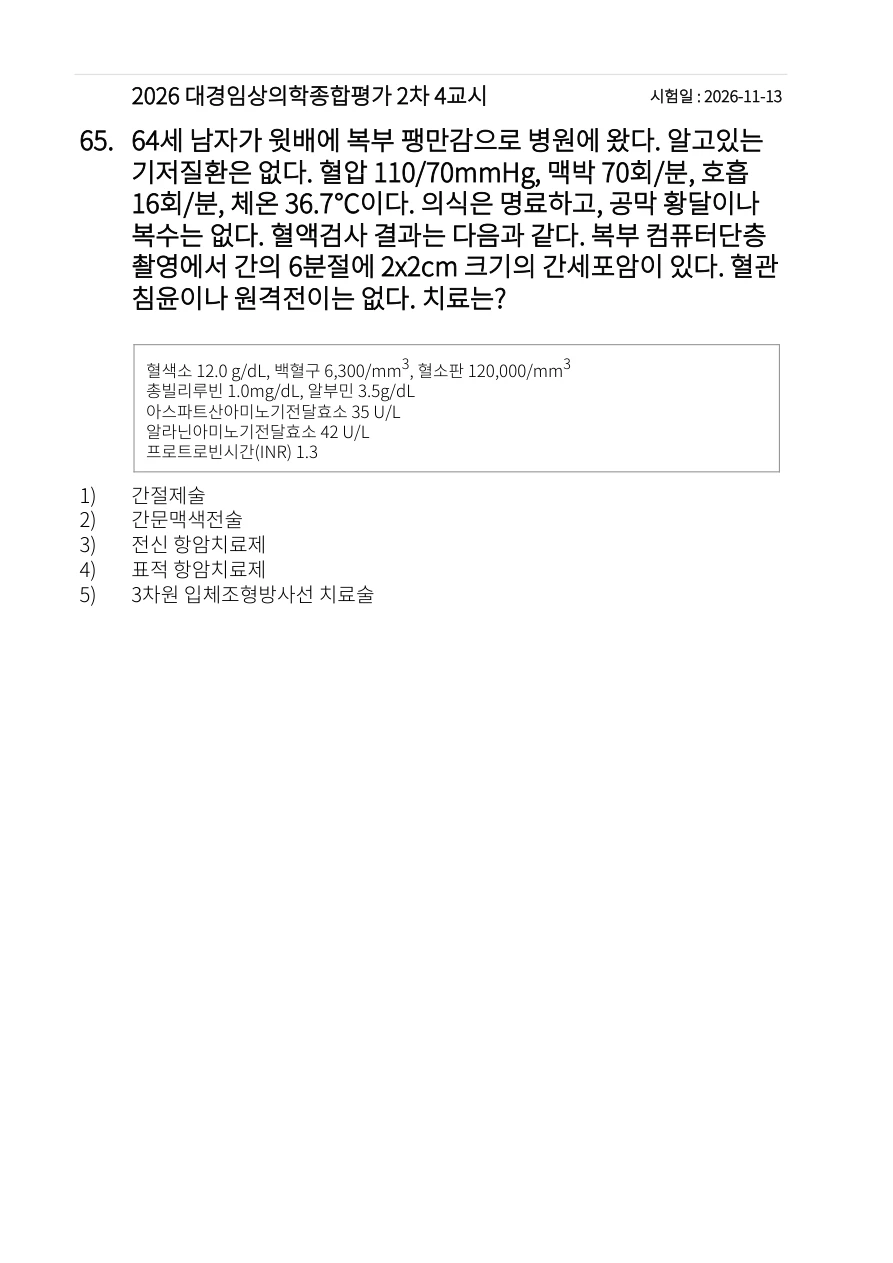 2026 대경임상의학종합평가 2차 4교시
시험일 : 2026-11-13
65. 64세 남자가 윗배에 복부 팽만감으로 병원에 왔다. 알고있는
기저질환은 없다. 혈압 110/70mmHg, 맥박 70회/분, 호흡
16회/분, 체온 36.7°C이다. 의식은 명료하고, 공막 황달이나
복수는 없다. 혈액검사 결과는 다음과 같다. 복부 컴퓨터단층
촬영에서 간의 6분절에 2x2cm 크기의 간세포암이 있다. 혈관
침윤이나 원격전이는 없다. 치료는?
혈색소 12.0 g/dL, 백혈구 6,300/mm³, 혈소판 120,000/mm³
총빌리루빈 1.0mg/dL, 알부민 3.5g/dL
아스파트산아미노기전달효소 35 U/L
알라닌아미노기전달효소 42 U/L
프로트로빈시간(INR) 1.3
1) 간절제술
2) 간문맥색전술
3) 전신 항암치료제
4) 표적 항암치료제
5) 3차원 입체조형방사선 치료술